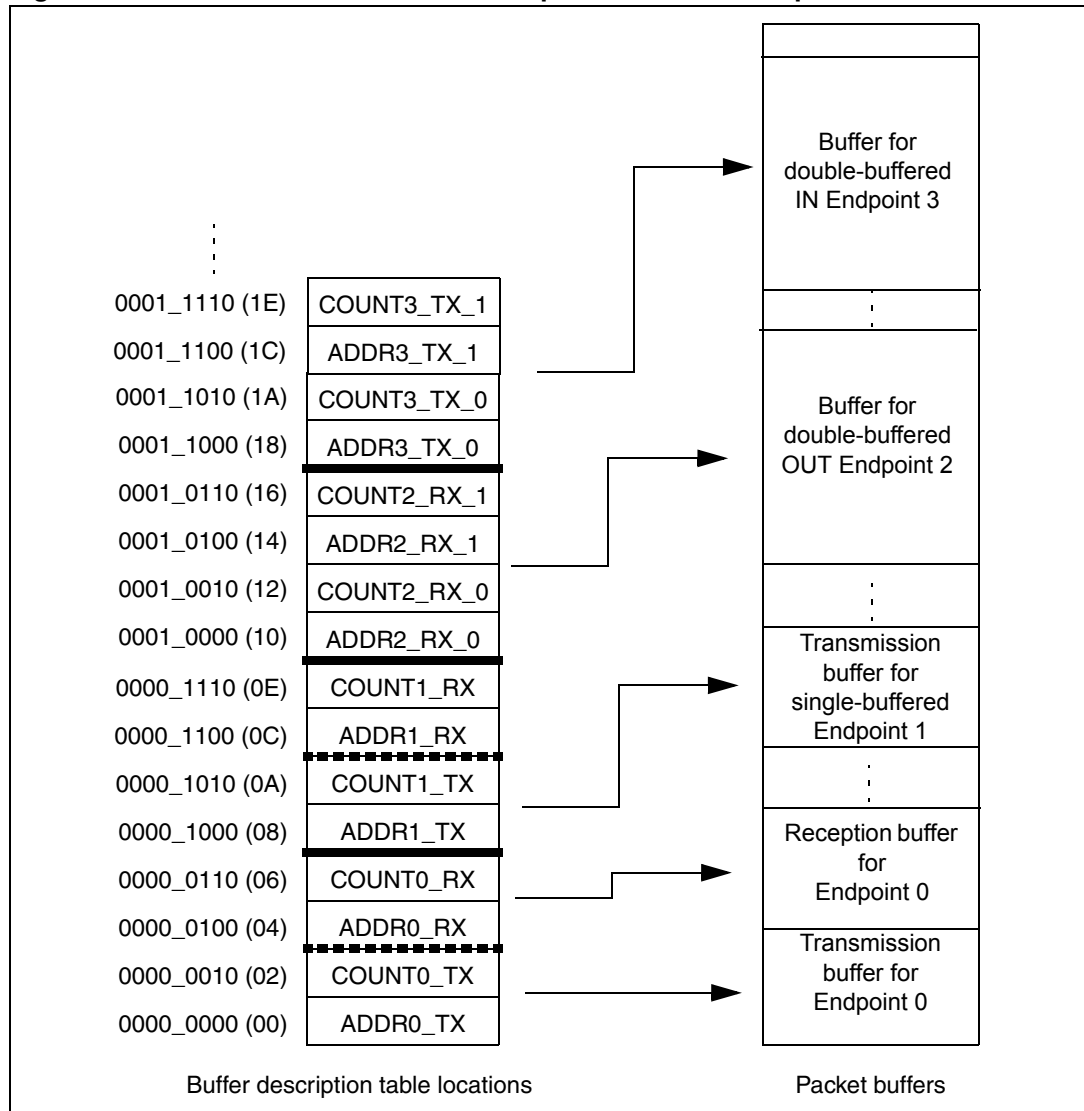 Buffer for
double-buffered
IN Endpoint 3
0001_1110 (1E) COUNT3_TX_1
0001_1100 (1C) ADDR3_TX_1
0001_1010 (1A) COUNT3_TX_0
0001_1000 (18) ADDR3_TX_0
0001_0110 (16) COUNT2_RX_1
0001_0100 (14) ADDR2_RX_1
0001_0010 (12) COUNT2_RX_0
0001_0000 (10) ADDR2_RX_0
0000_1110 (0E) COUNT1_RX
0000_1100 (0C) ADDR1_RX
0000_1010 (0A) COUNT1_TX
0000_1000 (08) ADDR1_TX
0000_0110 (06) COUNT0_RX
0000_0100 (04) ADDR0_RX
0000_0010 (02) COUNT0_TX
0000_0000 (00) ADDR0_TX
Buffer for
double-buffered
OUT Endpoint 2
Transmission
buffer for
single-buffered
Endpoint 1
Reception buffer
for
Endpoint 0
Transmission
buffer for
Endpoint 0
Buffer description table locations
Packet buffers